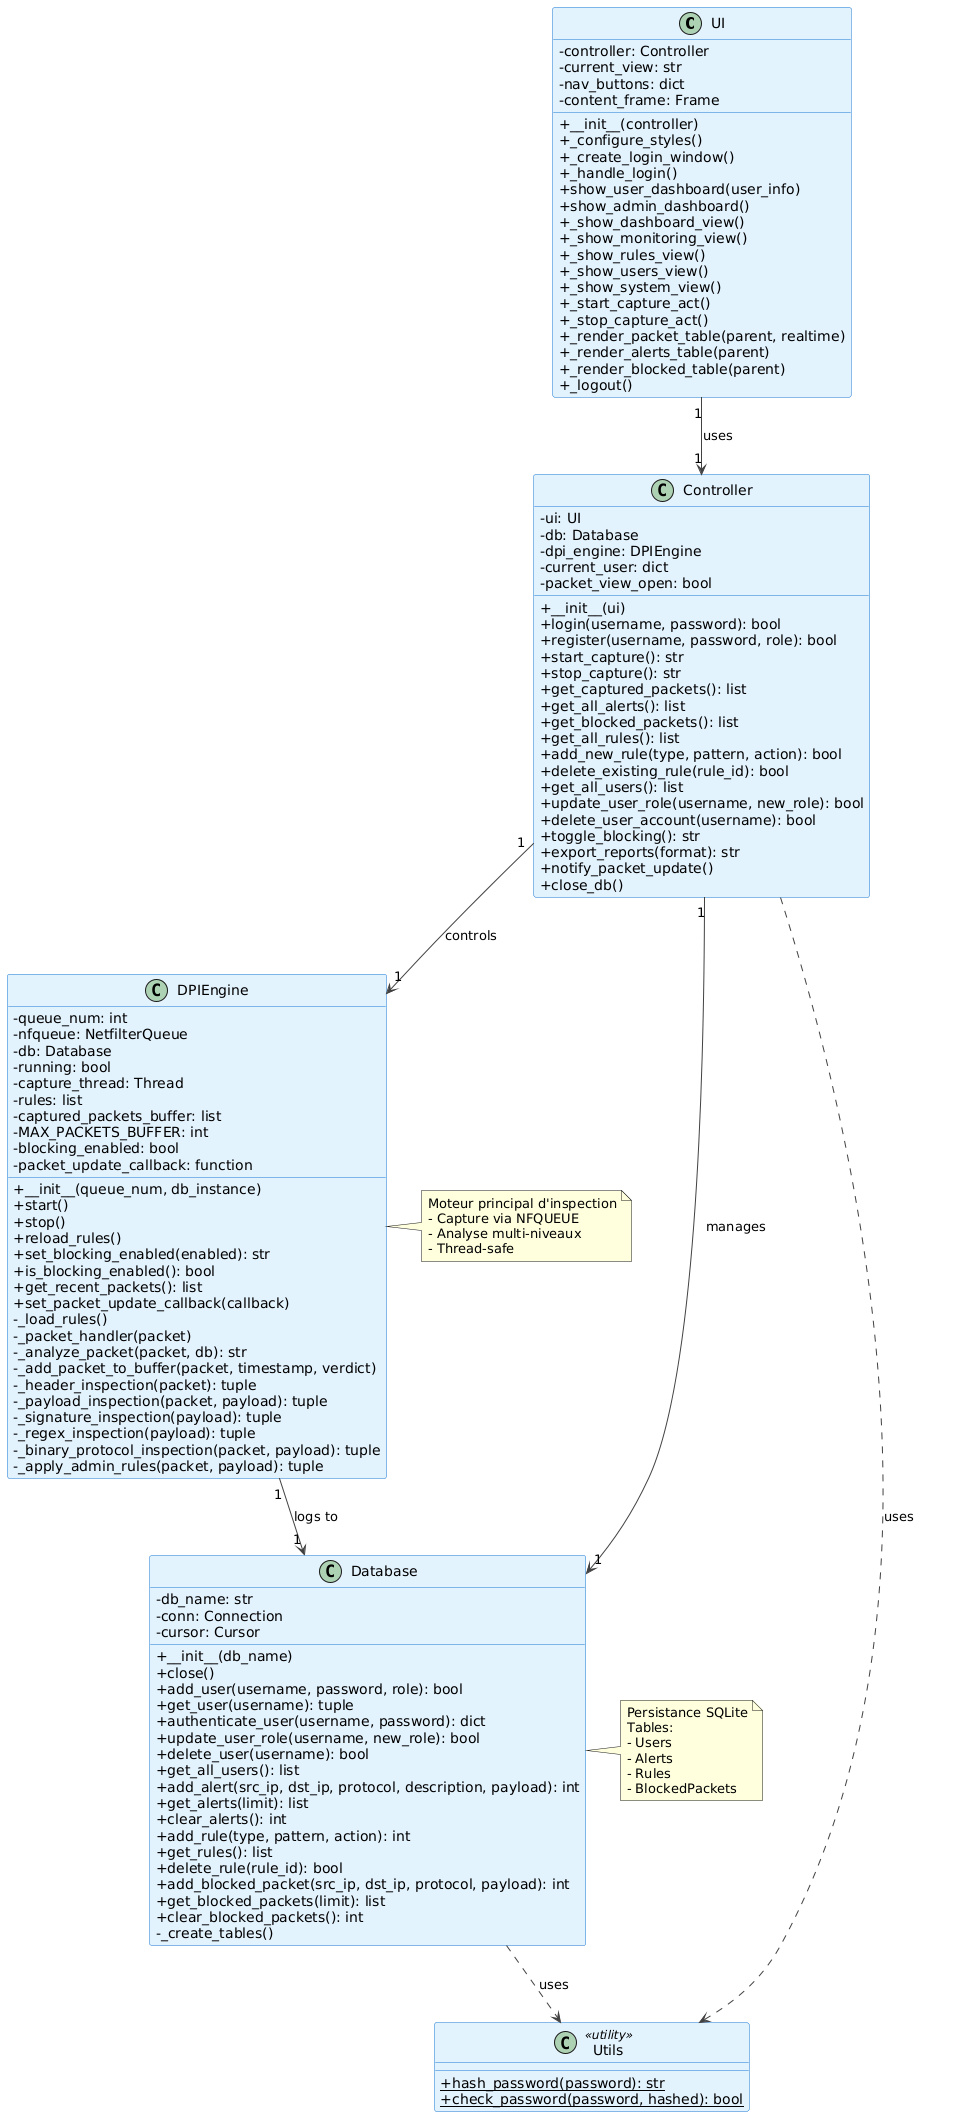 C UI
-controller: Controller
-current_view: str
-nav_buttons: dict
-content_frame: Frame
+__init__(controller)
+_configure_styles()
+_create_login_window()
+_handle_login()
+show_user_dashboard(user_info)
+show_admin_dashboard()
+_show_dashboard_view()
+_show_monitoring_view()
+_show_rules_view()
+_show_users_view()
+_show_system_view()
+_start_capture_act()
+_stop_capture_act()
+_render_packet_table(parent, realtime)
+_render_alerts_table(parent)
+_render_blocked_table(parent)
+_logout()
1
uses
1
C Controller
-ui: UI
-db: Database
-dpi_engine: DPIEngine
-current_user: dict
-packet_view_open: bool
+__init__(ui)
+login(username, password): bool
+register(username, password, role): bool
+start_capture(): str
+stop_capture(): str
+get_captured_packets(): list
+get_all_alerts(): list
+get_blocked_packets(): list
+get_all_rules(): list
+add_new_rule(type, pattern, action): bool
+delete_existing_rule(rule_id): bool
+get_all_users(): list
+update_user_role(username, new_role): bool
+delete_user_account(username): bool
+toggle_blocking(): str
+export_reports(format): str
+notify_packet_update()
+close_db()
1
controls
1
1
manages
1
uses
C DPIEngine
-queue_num: int
-nfqueue: NetfilterQueue
-db: Database
-running: bool
-capture_thread: Thread
-rules: list
-captured_packets_buffer: list
-MAX_PACKETS_BUFFER: int
-blocking_enabled: bool
-packet_update_callback: function
+__init__(queue_num, db_instance)
+start()
+stop()
+reload_rules()
+set_blocking_enabled(enabled): str
+is_blocking_enabled(): bool
+get_recent_packets(): list
+set_packet_update_callback(callback)
-_load_rules()
-_packet_handler(packet)
-_analyze_packet(packet, db): str
-_add_packet_to_buffer(packet, timestamp, verdict)
-_header_inspection(packet): tuple
-_payload_inspection(packet, payload): tuple
-_signature_inspection(payload): tuple
-_regex_inspection(payload): tuple
-_binary_protocol_inspection(packet, payload): tuple
-_apply_admin_rules(packet, payload): tuple
Moteur principal d'inspection
- Capture via NFQUEUE
- Analyse multi-niveaux
- Thread-safe
1
logs to
1
C Database
-db_name: str
-conn: Connection
-cursor: Cursor
+__init__(db_name)
+close()
+add_user(username, password, role): bool
+get_user(username): tuple
+authenticate_user(username, password): dict
+update_user_role(username, new_role): bool
+delete_user(username): bool
+get_all_users(): list
+add_alert(src_ip, dst_ip, protocol, description, payload): int
+get_alerts(limit): list
+clear_alerts(): int
+add_rule(type, pattern, action): int
+get_rules(): list
+delete_rule(rule_id): bool
+add_blocked_packet(src_ip, dst_ip, protocol, payload): int
+get_blocked_packets(limit): list
+clear_blocked_packets(): int
-_create_tables()
Persistance SQLite
Tables:
- Users
- Alerts
- Rules
- BlockedPackets
uses
C «utility»
Utils
+hash_password(password): str
+check_password(password, hashed): bool